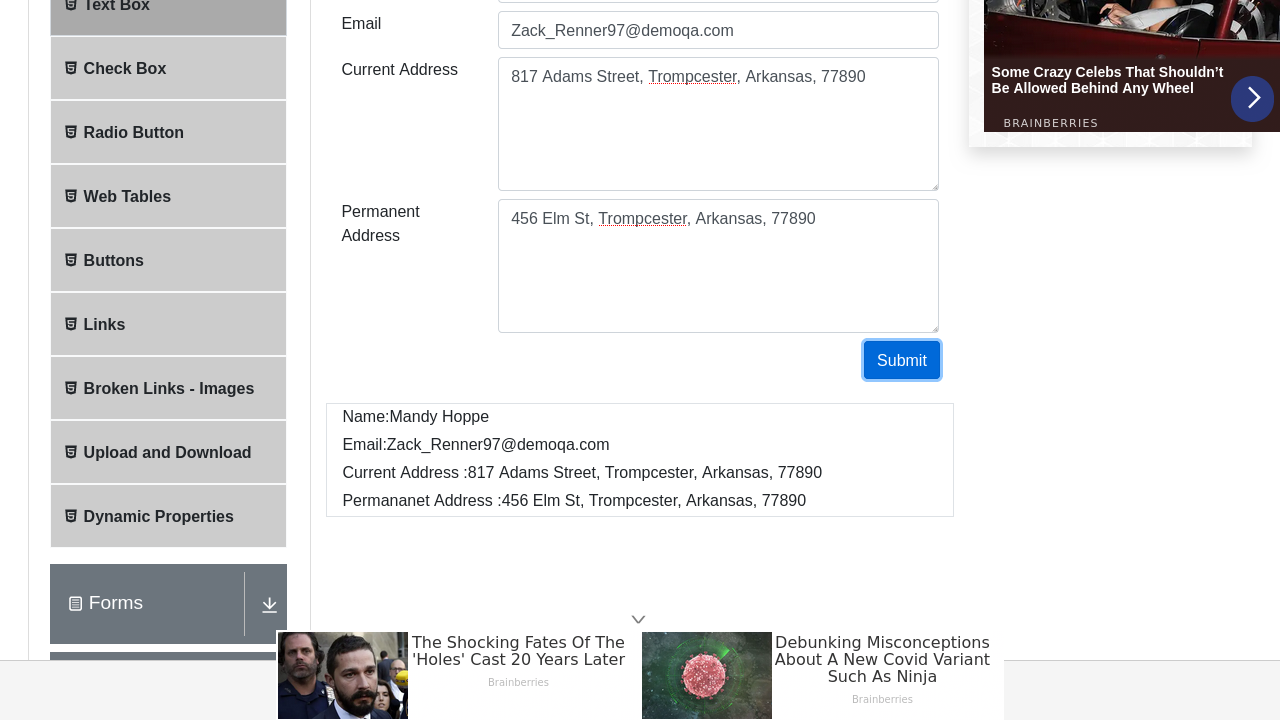 Text Box
Check Box
Radio Button
Web Tables
Buttons
Links
Broken Links - Images
Upload and Download
Dynamic Properties
Forms
Email
Zack_Renner97@demoqa.com
Current Address
817 Adams Street, Trompcester, Arkansas, 77890
Permanent
Address
456 Elm St, Trompcester, Arkansas, 77890
Submit
Name:Mandy Hoppe
Email:Zack_Renner97@demoqa.com
Current Address :817 Adams Street, Trompcester, Arkansas, 77890
Permananet Address :456 Elm St, Trompcester, Arkansas, 77890
Some Crazy Celebs That Shouldn’t
Be Allowed Behind Any Wheel
BRAINBERRIES
The Shocking Fates Of The
'Holes' Cast 20 Years Later
Brainberries
Debunking Misconceptions
About A New Covid Variant
Such As Ninja
Brainberries